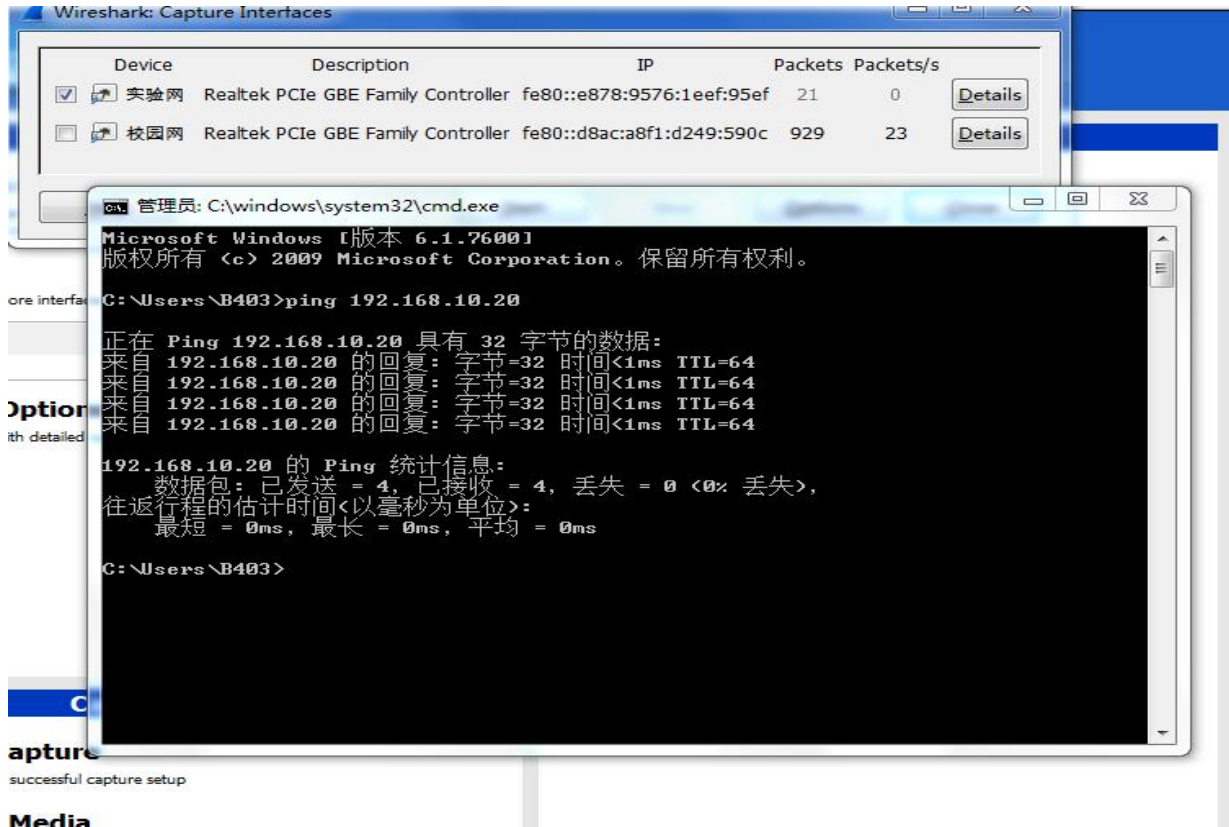 Wireshark: Capture Interfaces
Device Description IP Packets Packets/s
实验网 Realtek PCIe GBE Family Controller fe80::e878:9576:1eef:95ef 21 0 Details
校园网 Realtek PCIe GBE Family Controller fe80::d8ac:a8f1:d249:590c 929 23 Details
管理员: C:\windows\system32\cmd.exe
Microsoft Windows [版本 6.1.7600]
版权所有 (c) 2009 Microsoft Corporation。保留所有权利。
C:\Users\B403>ping 192.168.10.20
正在 Ping 192.168.10.20 具有 32 字节的数据:
来自 192.168.10.20 的回复: 字节=32 时间<1ms TTL=64
来自 192.168.10.20 的回复: 字节=32 时间<1ms TTL=64
来自 192.168.10.20 的回复: 字节=32 时间<1ms TTL=64
来自 192.168.10.20 的回复: 字节=32 时间<1ms TTL=64
192.168.10.20 的 Ping 统计信息:
数据包: 已发送 = 4，已接收 = 4，丢失 = 0 (0% 丢失)，
往返行程的估计时间(以毫秒为单位):
最短 = 0ms，最长 = 0ms，平均 = 0ms
C:\Users\B403>
ore interfa
Option
ith detailed
C
apture
successful capture setup
Media